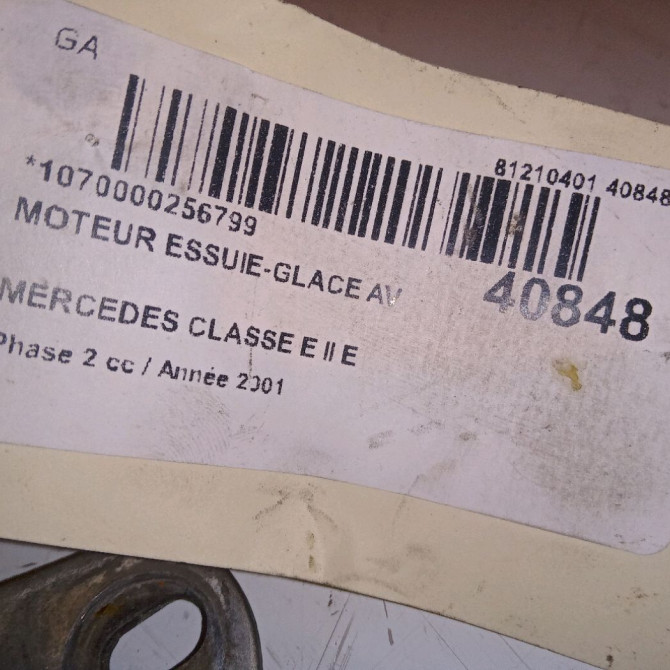 GA
81210401 40848
*1070000256799
MOTEUR ESSUIE-GLACE AV
40848
MERCEDES CLASSE E II E
Phase 2 cc / Année 2001